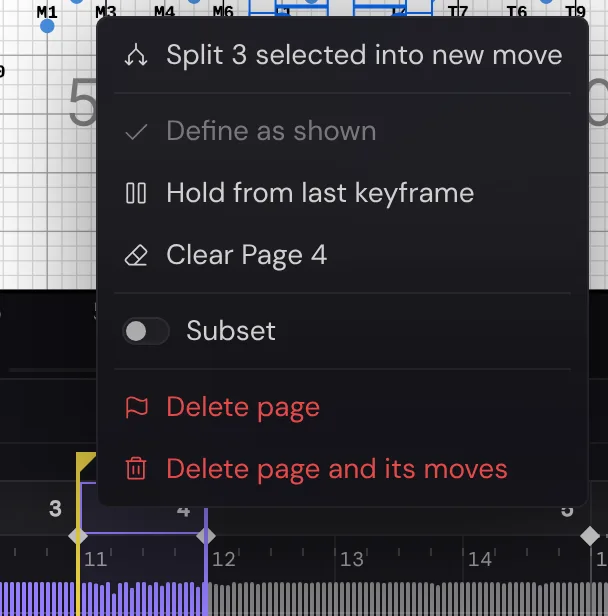 M1 M3 M4 M6 T7 T6 T9
Split 3 selected into new move
5
Define as shown
Hold from last keyframe
Clear Page 4
Subset
Delete page
Delete page and its moves
3 4 5
11 12 13 14